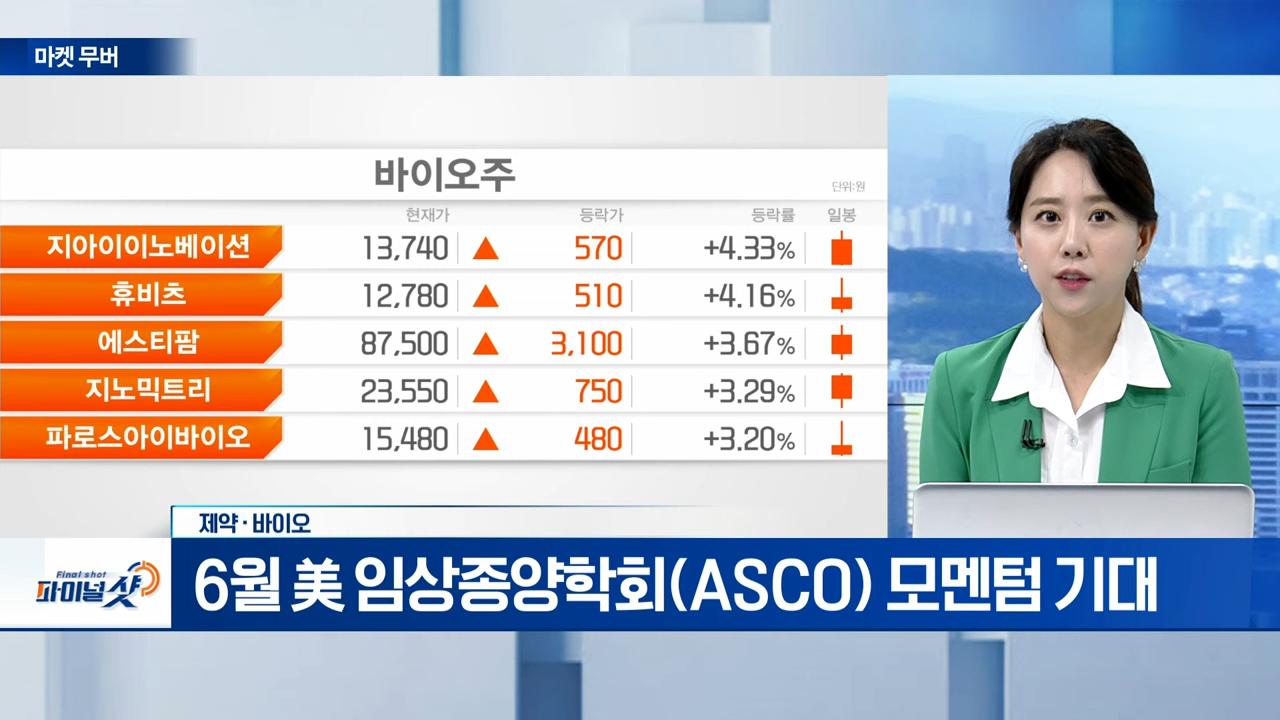 마켓 무버
바이오주
단위:원
현재가 등락가 등락률 일봉
지아이이노베이션 13,740 ▲ 570 +4.33%
휴비츠 12,780 ▲ 510 +4.16%
에스티팜 87,500 ▲ 3,100 +3.67%
지노믹트리 23,550 ▲ 750 +3.29%
파로스아이바이오 15,480 ▲ 480 +3.20%
제약·바이오
Final shot
파이널샷
6월 美 임상종양학회(ASCO) 모멘텀 기대